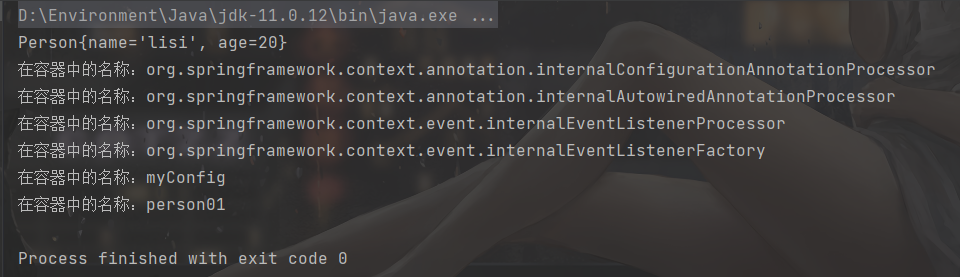 D:\Environment\Java\jdk-11.0.12\bin\java.exe ...
Person{name='lisi', age=20}
在容器中的名称：org.springframework.context.annotation.internalConfigurationAnnotationProcessor
在容器中的名称：org.springframework.context.annotation.internalAutowiredAnnotationProcessor
在容器中的名称：org.springframework.context.event.internalEventListenerProcessor
在容器中的名称：org.springframework.context.event.internalEventListenerFactory
在容器中的名称：myConfig
在容器中的名称：person01
Process finished with exit code 0